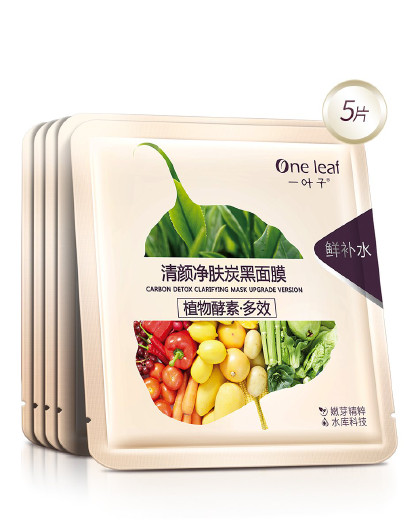 5片
One leaf
一叶子®
鲜补水
清颜净肤炭黑面膜
CARBON DETOX CLARIFYING MASK UPGRADE VERSION
植物酵素·多效
嫩芽精粹
水库科技